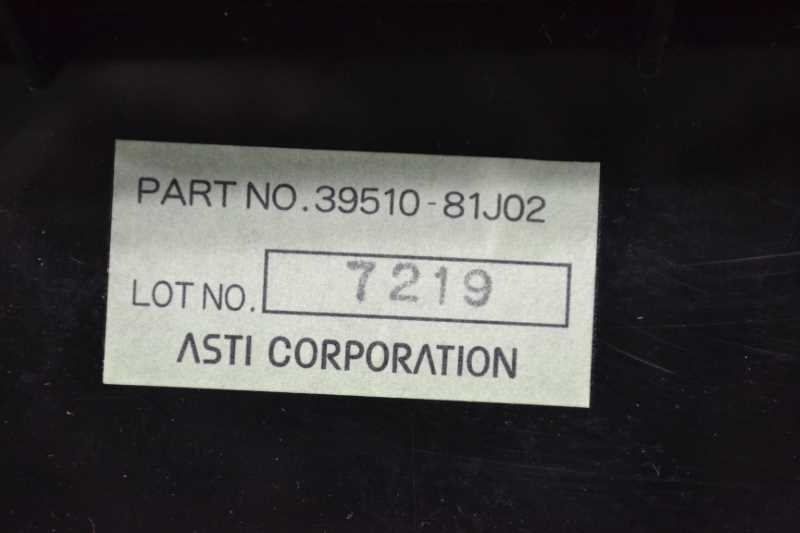 PART NO. 39510-81J02
LOT NO. 7219
ASTI CORPORATION